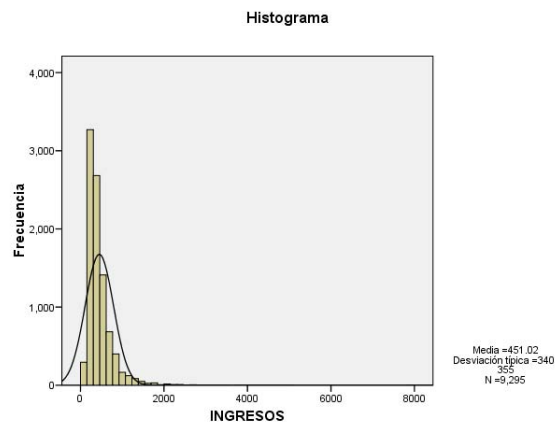 Histograma
4,000
3,000
2,000
1,000
0
Frecuencia
0 2000 4000 6000 8000
INGRESOS
Media =451.02
Desviación típica =340
355
N =9,295